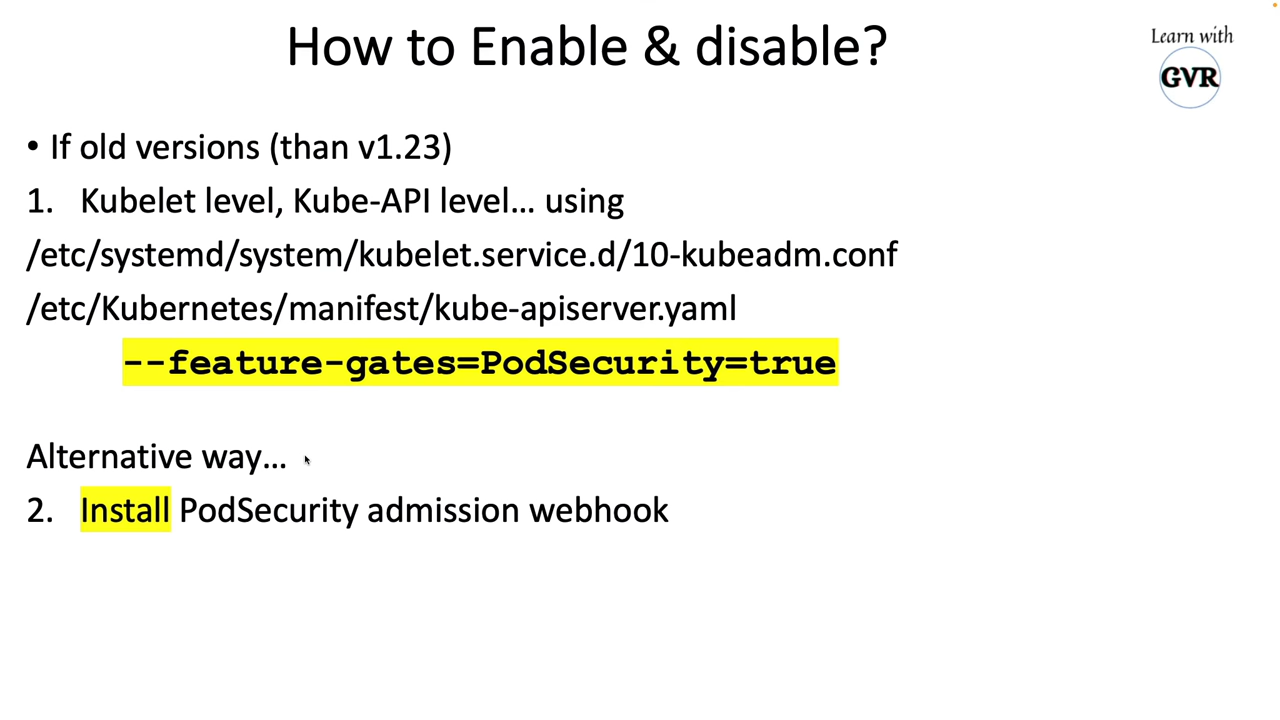 How to Enable & disable?
Learn with
GVR
• If old versions (than v1.23)
1. Kubelet level, Kube-API level... using
/etc/systemd/system/kubelet.service.d/10-kubeadm.conf
/etc/Kubernetes/manifest/kube-apiserver.yaml
--feature-gates=PodSecurity=true
Alternative way...
2. Install PodSecurity admission webhook